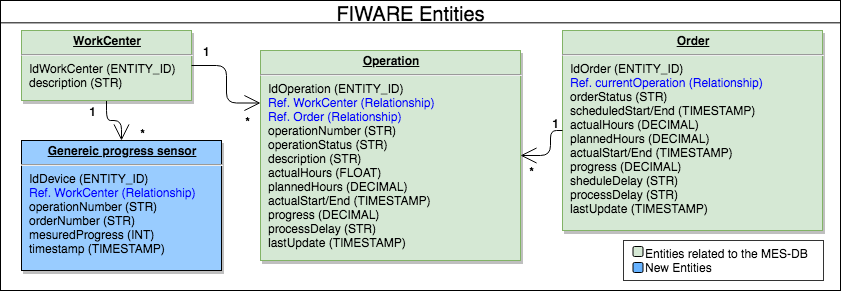 FIWARE Entities
WorkCenter
IdWorkCenter (ENTITY_ID)
description (STR)
1
1
*
*
Genereic progress sensor
IdDevice (ENTITY_ID)
Ref. WorkCenter (Relationship)
operationNumber (STR)
orderNumber (STR)
mesuredProgress (INT)
timestamp (TIMESTAMP)
Operation
IdOperation (ENTITY_ID)
Ref. WorkCenter (Relationship)
Ref. Order (Relationship)
operationNumber (STR)
operationStatus (STR)
description (STR)
actualHours (FLOAT)
plannedHours (DECIMAL)
actualStart/End (TIMESTAMP)
progress (DECIMAL)
processDelay (STR)
lastUpdate (TIMESTAMP)
1
*
Order
IdOrder (ENTITY_ID)
Ref. currentOperation (Relationship)
orderStatus (STR)
scheduledStart/End (TIMESTAMP)
actualHours (DECIMAL)
plannedHours (DECIMAL)
actualStart/End (TIMESTAMP)
progress (DECIMAL)
sheduleDelay (STR)
processDelay (STR)
lastUpdate (TIMESTAMP)
Entities related to the MES-DB
New Entities